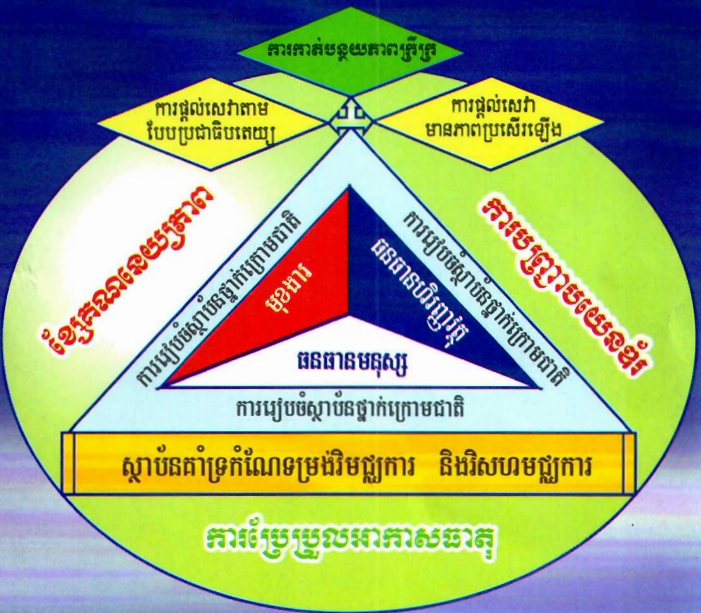 ការកាត់បន្ថយភាពក្រីក្រ
ការផ្តល់សេវាតាម
បែបប្រជាធិបតេយ្យ
ការផ្តល់សេវា
មានភាពប្រសើរឡើង
ខ្សែគណនេយ្យភាព
ការបញ្ជ្រាបយេនឌ័រ
ការរៀបចំស្ថាប័នថ្នាក់ក្រោមជាតិ
ការរៀបចំស្ថាប័នថ្នាក់ក្រោមជាតិ
មុខងារ
ធនធានហិរញ្ញវត្ថុ
ធនធានមនុស្ស
ការរៀបចំស្ថាប័នថ្នាក់ក្រោមជាតិ
ស្ថាប័នគាំទ្រកំណែទម្រង់វិមជ្ឈការ និងវិសហមជ្ឈការ
ការប្រែប្រួលអាកាសធាតុ